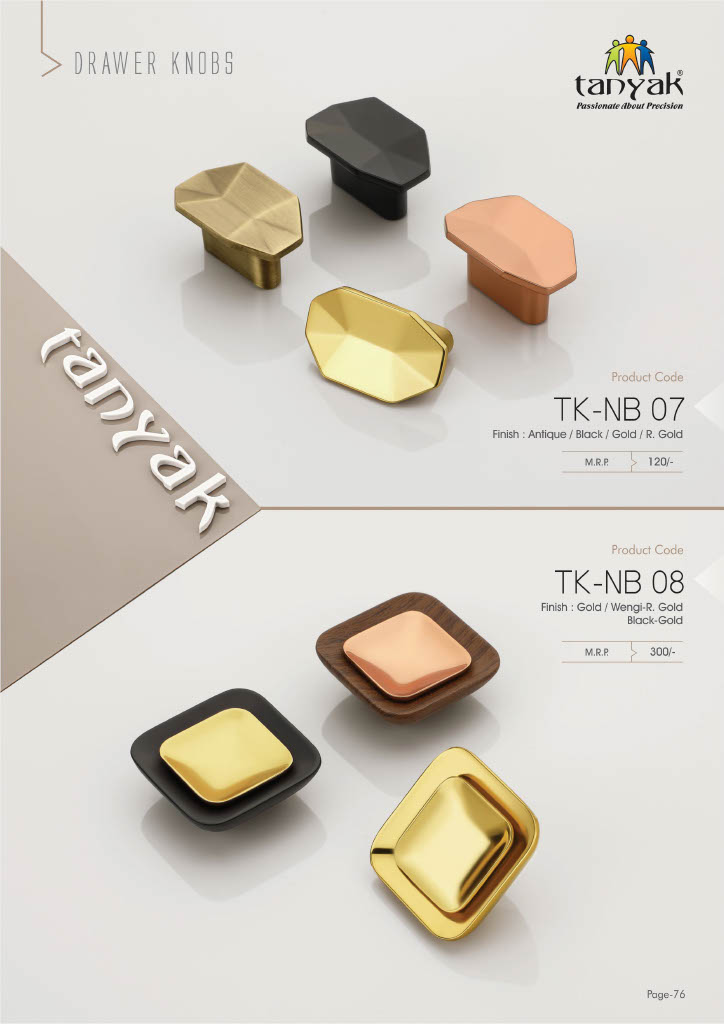 DRAWER KNOBS
tanyak®
Passionate About Precision
tanyak
Product Code
TK-NB 07
Finish : Antique / Black / Gold / R. Gold
M.R.P. 120/-
Product Code
TK-NB 08
Finish : Gold / Wengi-R. Gold
Black-Gold
M.R.P. 300/-
Page-76